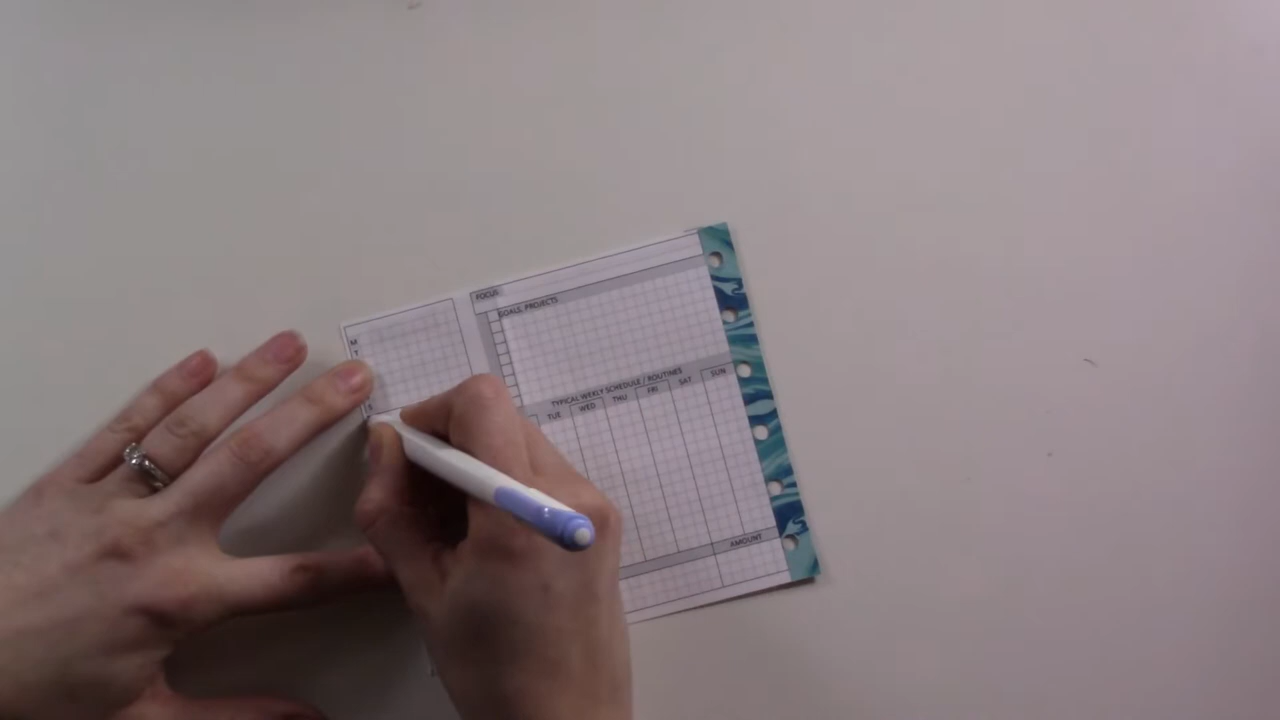 FOCUS
GOALS, PROJECTS
M
T
S
TYPICAL WEEKLY SCHEDULE / ROUTINES
TUE WED THU FRI SAT SUN
AMOUNT